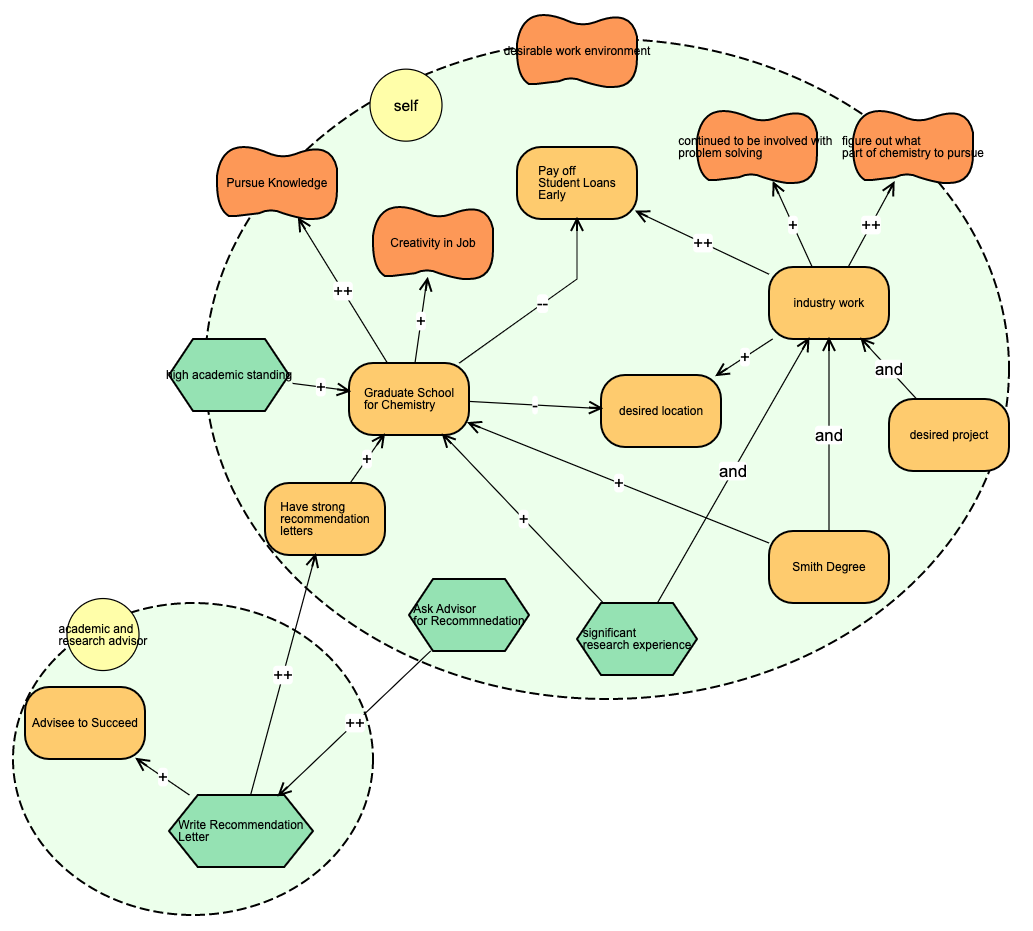 desirable work environment
self
continued to be involved with
problem solving
figure out what
part of chemistry to pursue
Pursue Knowledge
Pay off
Student Loans
Early
Creativity in Job
+
++
++
++
industry work
--
+
+
and
high academic standing
+
Graduate School
for Chemistry
-
desired location
desired project
and
+
and
+
Have strong
recommendation
letters
+
Smith Degree
Ask Advisor
for Recommnedation
significant
research experience
academic and
research advisor
++
Advisee to Succeed
++
+
Write Recommendation
Letter